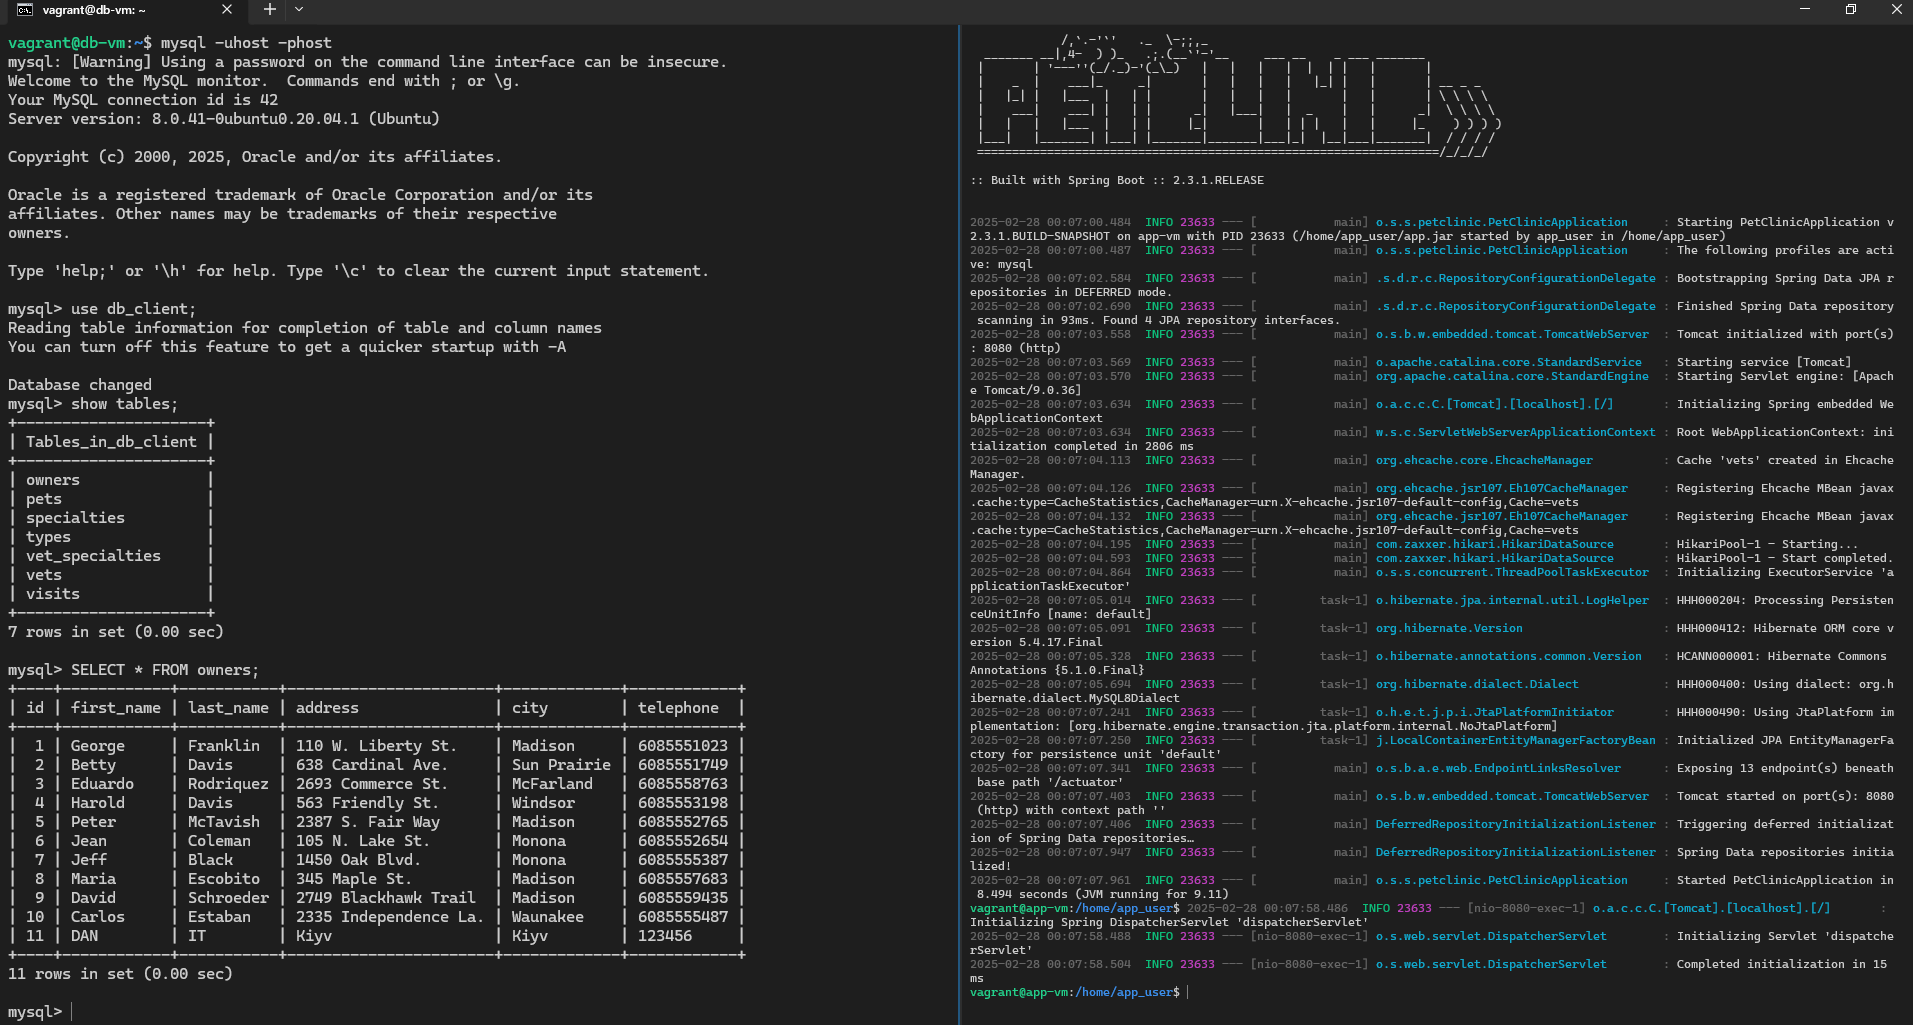 vagrant@db-vm: ~
vagrant@db-vm:~$ mysql -uhost -phost
mysql: [Warning] Using a password on the command line interface can be insecure.
Welcome to the MySQL monitor.  Commands end with ; or \g.
Your MySQL connection id is 42
Server version: 8.0.41-0ubuntu0.20.04.1 (Ubuntu)
Copyright (c) 2000, 2025, Oracle and/or its affiliates.
Oracle is a registered trademark of Oracle Corporation and/or its
affiliates. Other names may be trademarks of their respective
owners.
Type 'help;' or '\h' for help. Type '\c' to clear the current input statement.
mysql> use db_client;
Reading table information for completion of table and column names
You can turn off this feature to get a quicker startup with -A
Database changed
mysql> show tables;
+---------------------+
| Tables_in_db_client |
+---------------------+
| owners              |
| pets                |
| specialties         |
| types               |
| vet_specialties     |
| vets                |
| visits              |
+---------------------+
7 rows in set (0.00 sec)
mysql> SELECT * FROM owners;
+----+------------+-----------+-----------------------+-------------+------------+
| id | first_name | last_name | address               | city        | telephone  |
+----+------------+-----------+-----------------------+-------------+------------+
|  1 | George     | Franklin  | 110 W. Liberty St.    | Madison     | 6085551023 |
|  2 | Betty      | Davis     | 638 Cardinal Ave.     | Sun Prairie | 6085551749 |
|  3 | Eduardo    | Rodriquez | 2693 Commerce St.     | McFarland   | 6085558763 |
|  4 | Harold     | Davis     | 563 Friendly St.      | Windsor     | 6085553198 |
|  5 | Peter      | McTavish  | 2387 S. Fair Way      | Madison     | 6085552765 |
|  6 | Jean       | Coleman   | 105 N. Lake St.       | Monona      | 6085552654 |
|  7 | Jeff       | Black     | 1450 Oak Blvd.        | Monona      | 6085555387 |
|  8 | Maria      | Escobito  | 345 Maple St.         | Madison     | 6085557683 |
|  9 | David      | Schroeder | 2749 Blackhawk Trail  | Madison     | 6085559435 |
| 10 | Carlos     | Estaban   | 2335 Independence La. | Waunakee    | 6085555487 |
| 11 | DAN        | IT        | Kiyv                  | Kiyv        | 123456     |
+----+------------+-----------+-----------------------+-------------+------------+
11 rows in set (0.00 sec)
mysql>
PETCLINIC
:: Built with Spring Boot :: 2.3.1.RELEASE
2025-02-28 00:07:00.484  INFO 23633 --- [           main] o.s.s.petclinic.PetClinicApplication     : Starting PetClinicApplication v
2.3.1.BUILD-SNAPSHOT on app-vm with PID 23633 (/home/app_user/app.jar started by app_user in /home/app_user)
2025-02-28 00:07:00.487  INFO 23633 --- [           main] o.s.s.petclinic.PetClinicApplication     : The following profiles are acti
ve: mysql
2025-02-28 00:07:02.584  INFO 23633 --- [           main] .s.d.r.c.RepositoryConfigurationDelegate : Bootstrapping Spring Data JPA r
epositories in DEFERRED mode.
2025-02-28 00:07:02.690  INFO 23633 --- [           main] .s.d.r.c.RepositoryConfigurationDelegate : Finished Spring Data repository
 scanning in 93ms. Found 4 JPA repository interfaces.
2025-02-28 00:07:03.558  INFO 23633 --- [           main] o.s.b.w.embedded.tomcat.TomcatWebServer  : Tomcat initialized with port(s)
: 8080 (http)
2025-02-28 00:07:03.569  INFO 23633 --- [           main] o.apache.catalina.core.StandardService   : Starting service [Tomcat]
2025-02-28 00:07:03.570  INFO 23633 --- [           main] org.apache.catalina.core.StandardEngine  : Starting Servlet engine: [Apach
e Tomcat/9.0.36]
2025-02-28 00:07:03.634  INFO 23633 --- [           main] o.a.c.c.C.[Tomcat].[localhost].[/]       : Initializing Spring embedded We
bApplicationContext
2025-02-28 00:07:03.634  INFO 23633 --- [           main] w.s.c.ServletWebServerApplicationContext : Root WebApplicationContext: ini
tialization completed in 2806 ms
2025-02-28 00:07:04.113  INFO 23633 --- [           main] org.ehcache.core.EhcacheManager          : Cache 'vets' created in Ehcache
Manager.
2025-02-28 00:07:04.126  INFO 23633 --- [           main] org.ehcache.jsr107.Eh107CacheManager     : Registering Ehcache MBean javax
.cache:type=CacheStatistics,CacheManager=urn.X-ehcache.jsr107-default-config,Cache=vets
2025-02-28 00:07:04.132  INFO 23633 --- [           main] org.ehcache.jsr107.Eh107CacheManager     : Registering Ehcache MBean javax
.cache:type=CacheStatistics,CacheManager=urn.X-ehcache.jsr107-default-config,Cache=vets
2025-02-28 00:07:04.195  INFO 23633 --- [           main] com.zaxxer.hikari.HikariDataSource       : HikariPool-1 - Starting...
2025-02-28 00:07:04.593  INFO 23633 --- [           main] com.zaxxer.hikari.HikariDataSource       : HikariPool-1 - Start completed.
2025-02-28 00:07:04.864  INFO 23633 --- [           main] o.s.s.concurrent.ThreadPoolTaskExecutor  : Initializing ExecutorService 'a
pplicationTaskExecutor'
2025-02-28 00:07:05.014  INFO 23633 --- [         task-1] o.hibernate.jpa.internal.util.LogHelper  : HHH000204: Processing Persisten
ceUnitInfo [name: default]
2025-02-28 00:07:05.091  INFO 23633 --- [         task-1] org.hibernate.Version                    : HHH000412: Hibernate ORM core v
ersion 5.4.17.Final
2025-02-28 00:07:05.328  INFO 23633 --- [         task-1] o.hibernate.annotations.common.Version   : HCANN000001: Hibernate Commons
Annotations {5.1.0.Final}
2025-02-28 00:07:05.694  INFO 23633 --- [         task-1] org.hibernate.dialect.Dialect            : HHH000400: Using dialect: org.h
ibernate.dialect.MySQL8Dialect
2025-02-28 00:07:07.241  INFO 23633 --- [         task-1] o.h.e.t.j.p.i.JtaPlatformInitiator       : HHH000490: Using JtaPlatform im
plementation: [org.hibernate.engine.transaction.jta.platform.internal.NoJtaPlatform]
2025-02-28 00:07:07.250  INFO 23633 --- [         task-1] j.LocalContainerEntityManagerFactoryBean : Initialized JPA EntityManagerFa
ctory for persistence unit 'default'
2025-02-28 00:07:07.341  INFO 23633 --- [           main] o.s.b.a.e.web.EndpointLinksResolver      : Exposing 13 endpoint(s) beneath
 base path '/actuator'
2025-02-28 00:07:07.403  INFO 23633 --- [           main] o.s.b.w.embedded.tomcat.TomcatWebServer  : Tomcat started on port(s): 8080
 (http) with context path ''
2025-02-28 00:07:07.406  INFO 23633 --- [           main] DeferredRepositoryInitializationListener : Triggering deferred initializat
ion of Spring Data repositories…
2025-02-28 00:07:07.947  INFO 23633 --- [           main] DeferredRepositoryInitializationListener : Spring Data repositories initia
lized!
2025-02-28 00:07:07.961  INFO 23633 --- [           main] o.s.s.petclinic.PetClinicApplication     : Started PetClinicApplication in
 8.494 seconds (JVM running for 9.11)
vagrant@app-vm:/home/app_user$ 2025-02-28 00:07:58.486  INFO 23633 --- [nio-8080-exec-1] o.a.c.c.C.[Tomcat].[localhost].[/]       :
Initializing Spring DispatcherServlet 'dispatcherServlet'
2025-02-28 00:07:58.488  INFO 23633 --- [nio-8080-exec-1] o.s.web.servlet.DispatcherServlet        : Initializing Servlet 'dispatche
rServlet'
2025-02-28 00:07:58.504  INFO 23633 --- [nio-8080-exec-1] o.s.web.servlet.DispatcherServlet        : Completed initialization in 15
ms
vagrant@app-vm:/home/app_user$